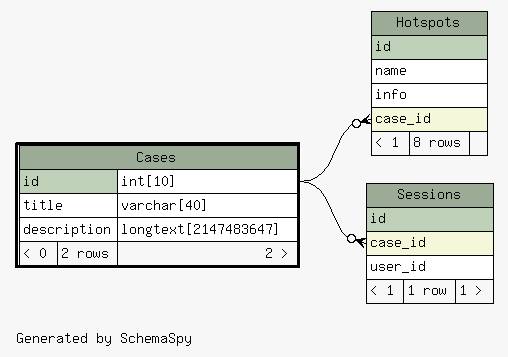 Hotspots
id
name
info
case_id
< 1 8 rows
Cases
id int[10]
title varchar[40]
description longtext[2147483647]
< 0 2 rows 2 >
Sessions
id
case_id
user_id
< 1 1 row 1 >
Generated by SchemaSpy